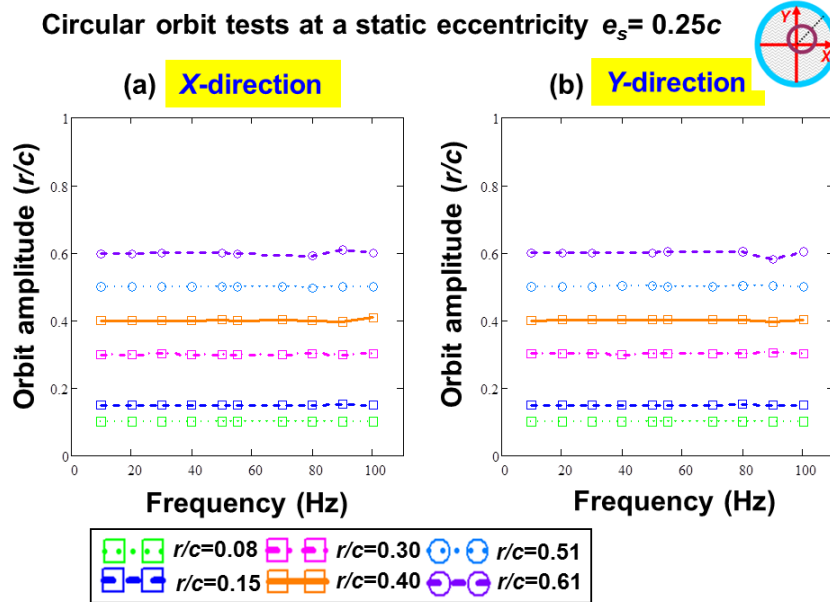 Circular orbit tests at a static eccentricity eₛ= 0.25c
Y
X
(a) X-direction
(b) Y-direction
Orbit amplitude (r/c)
1
0.8
0.6
0.4
0.2
0
0 20 40 60 80 100
Frequency (Hz)
Orbit amplitude (r/c)
1
0.8
0.6
0.4
0.2
0
0 20 40 60 80 100
Frequency (Hz)
r/c=0.08 r/c=0.30 r/c=0.51
r/c=0.15 r/c=0.40 r/c=0.61